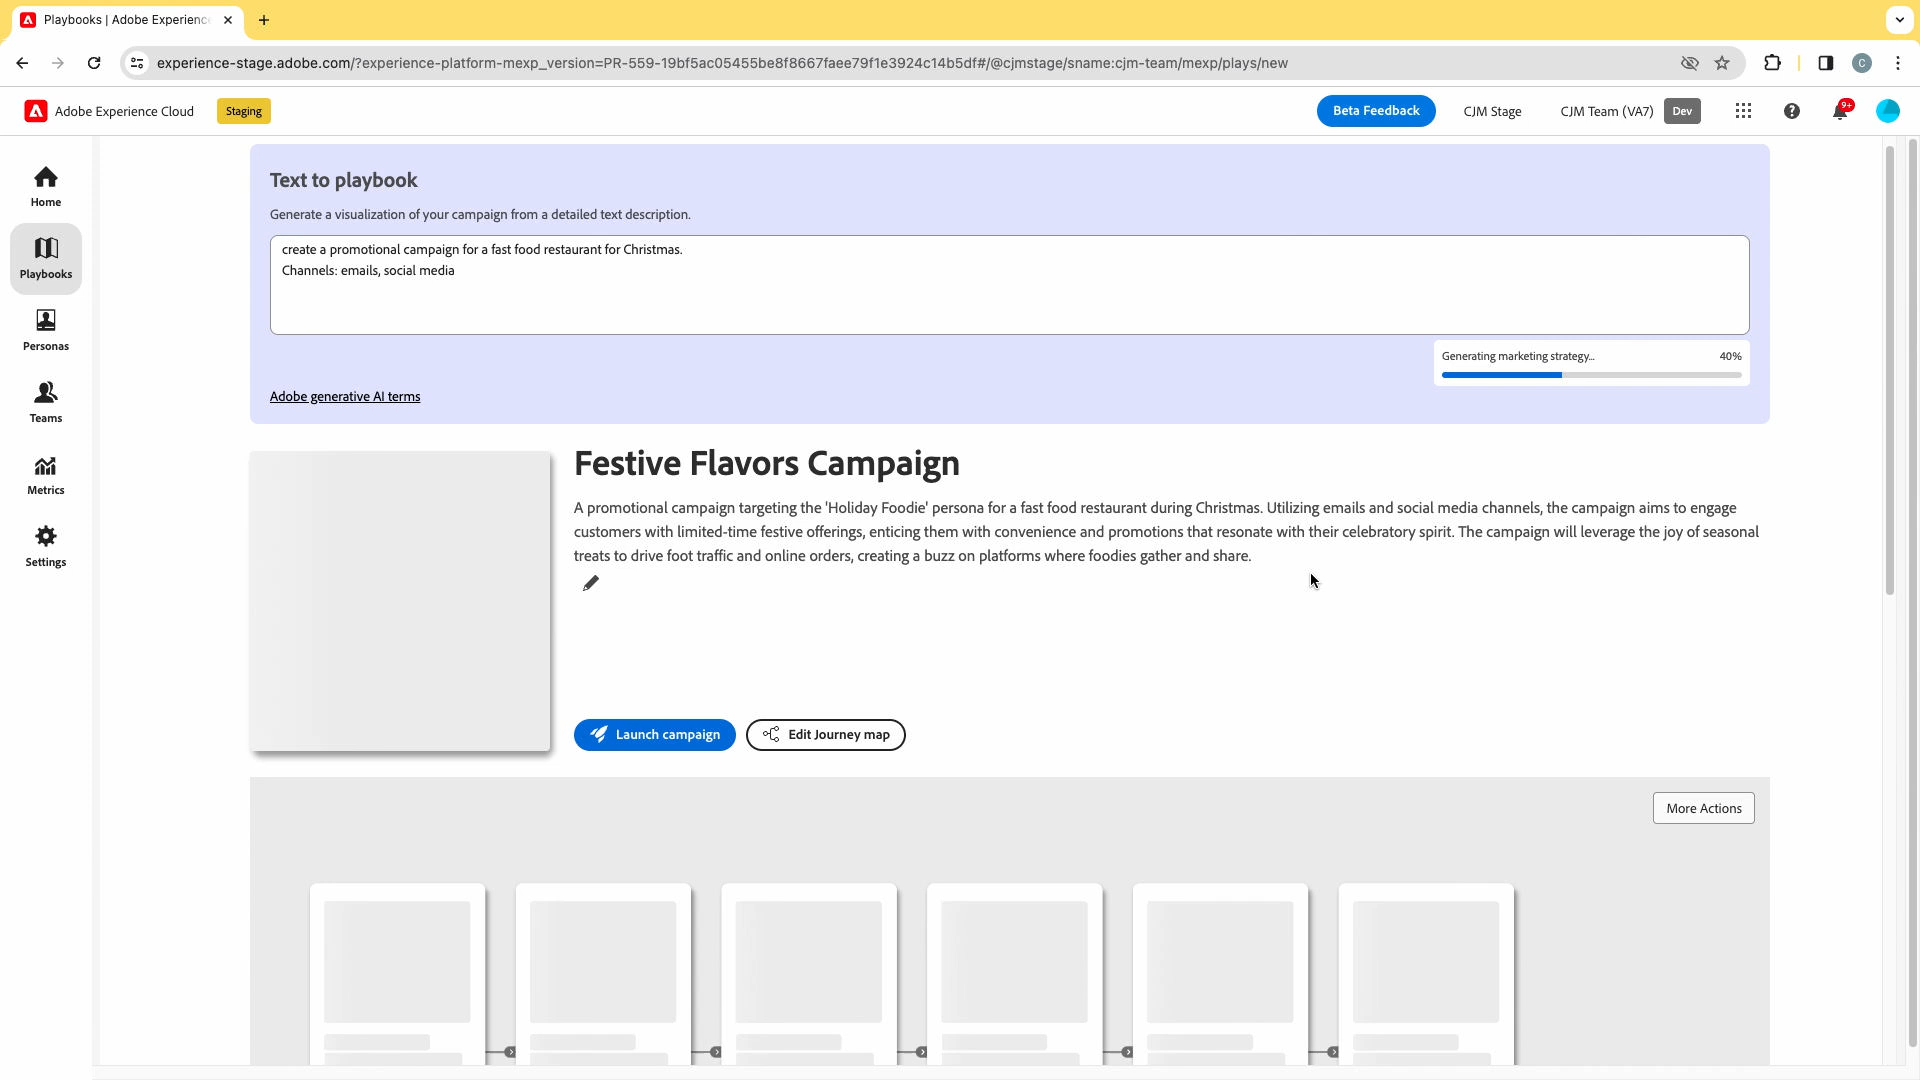 Playbooks | Adobe Experienc
experience-stage.adobe.com/?experience-platform-mexp_version=PR-559-19bf5ac05455be8f8667faee79f1e3924c14b5df#/@cjmstage/sname:cjm-team/mexp/plays/new
C
Adobe Experience Cloud
Staging
Beta Feedback
CJM Stage
CJM Team (VA7)
Dev
9+
Home
Playbooks
Personas
Teams
Metrics
Settings
Text to playbook
Generate a visualization of your campaign from a detailed text description.
create a promotional campaign for a fast food restaurant for Christmas.
Channels: emails, social media
Generating marketing strategy... 40%
Adobe generative AI terms
Festive Flavors Campaign
A promotional campaign targeting the 'Holiday Foodie' persona for a fast food restaurant during Christmas. Utilizing emails and social media channels, the campaign aims to engage
customers with limited-time festive offerings, enticing them with convenience and promotions that resonate with their celebratory spirit. The campaign will leverage the joy of seasonal
treats to drive foot traffic and online orders, creating a buzz on platforms where foodies gather and share.
Launch campaign
Edit Journey map
More Actions